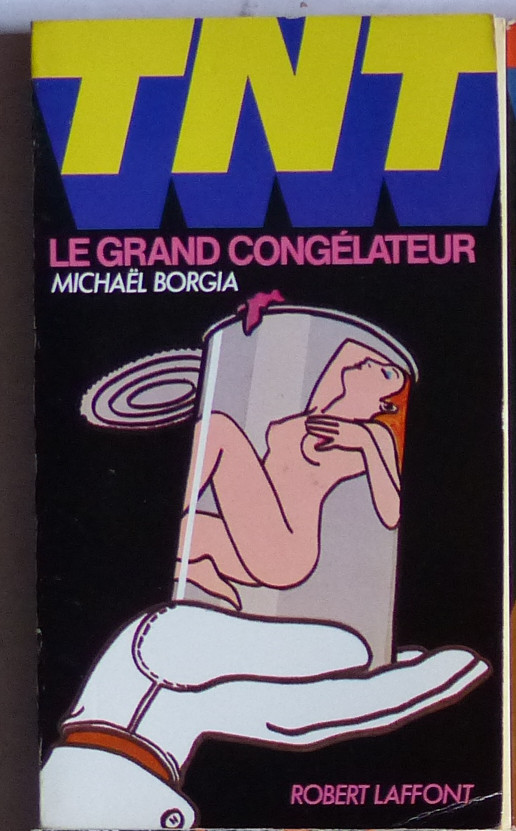 TNT
LE GRAND CONGÉLATEUR
MICHAËL BORGIA
ROBERT LAFFONT